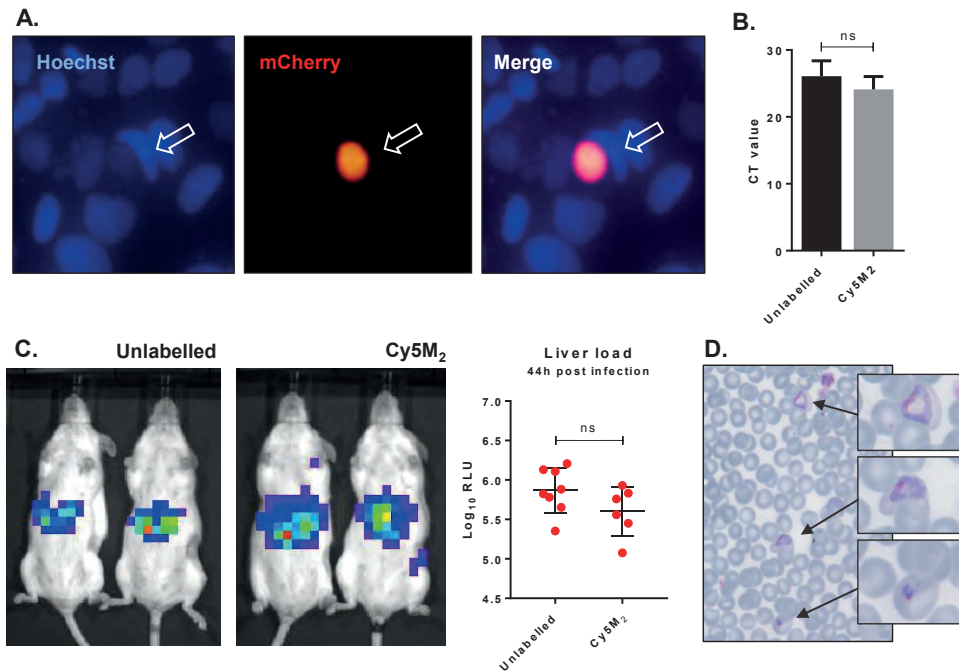 A.
Hoechst
mCherry
Merge
B.
ns
30
20
10
0
CT value
Unlabelled
Cy5M2
C.
Unlabelled
Cy5M₂
Liver load
44h post infection
ns
7.0
6.5
6.0
5.5
5.0
4.5
Log₁₀ RLU
Unlabelled
Cy5M₂
D.